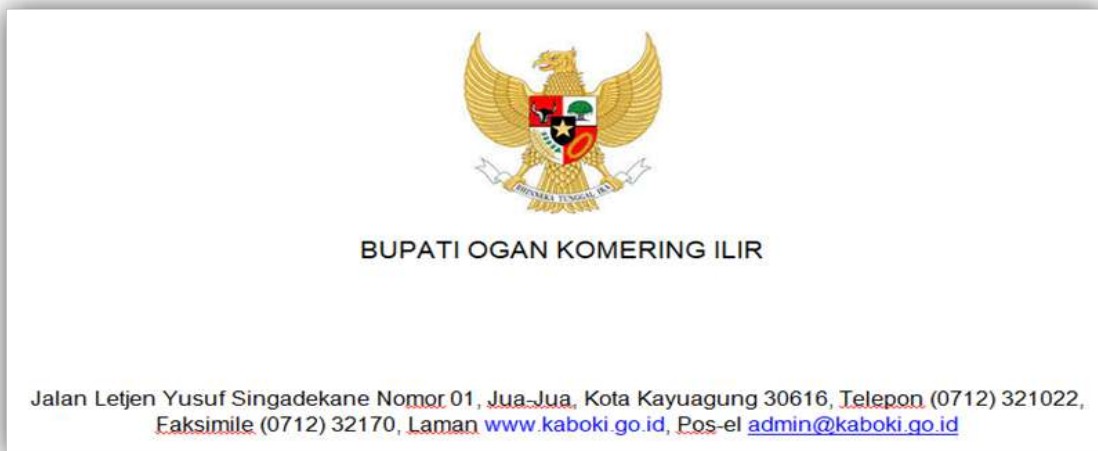 BHINNEKA TUNGGAL IKA
BUPATI OGAN KOMERING ILIR
Jalan Letjen Yusuf Singadekane Nomor 01, Jua-Jua, Kota Kayuagung 30616, Telepon (0712) 321022,
Faksimile (0712) 32170, Laman www.kaboki.go.id, Pos-el admin@kaboki.go.id